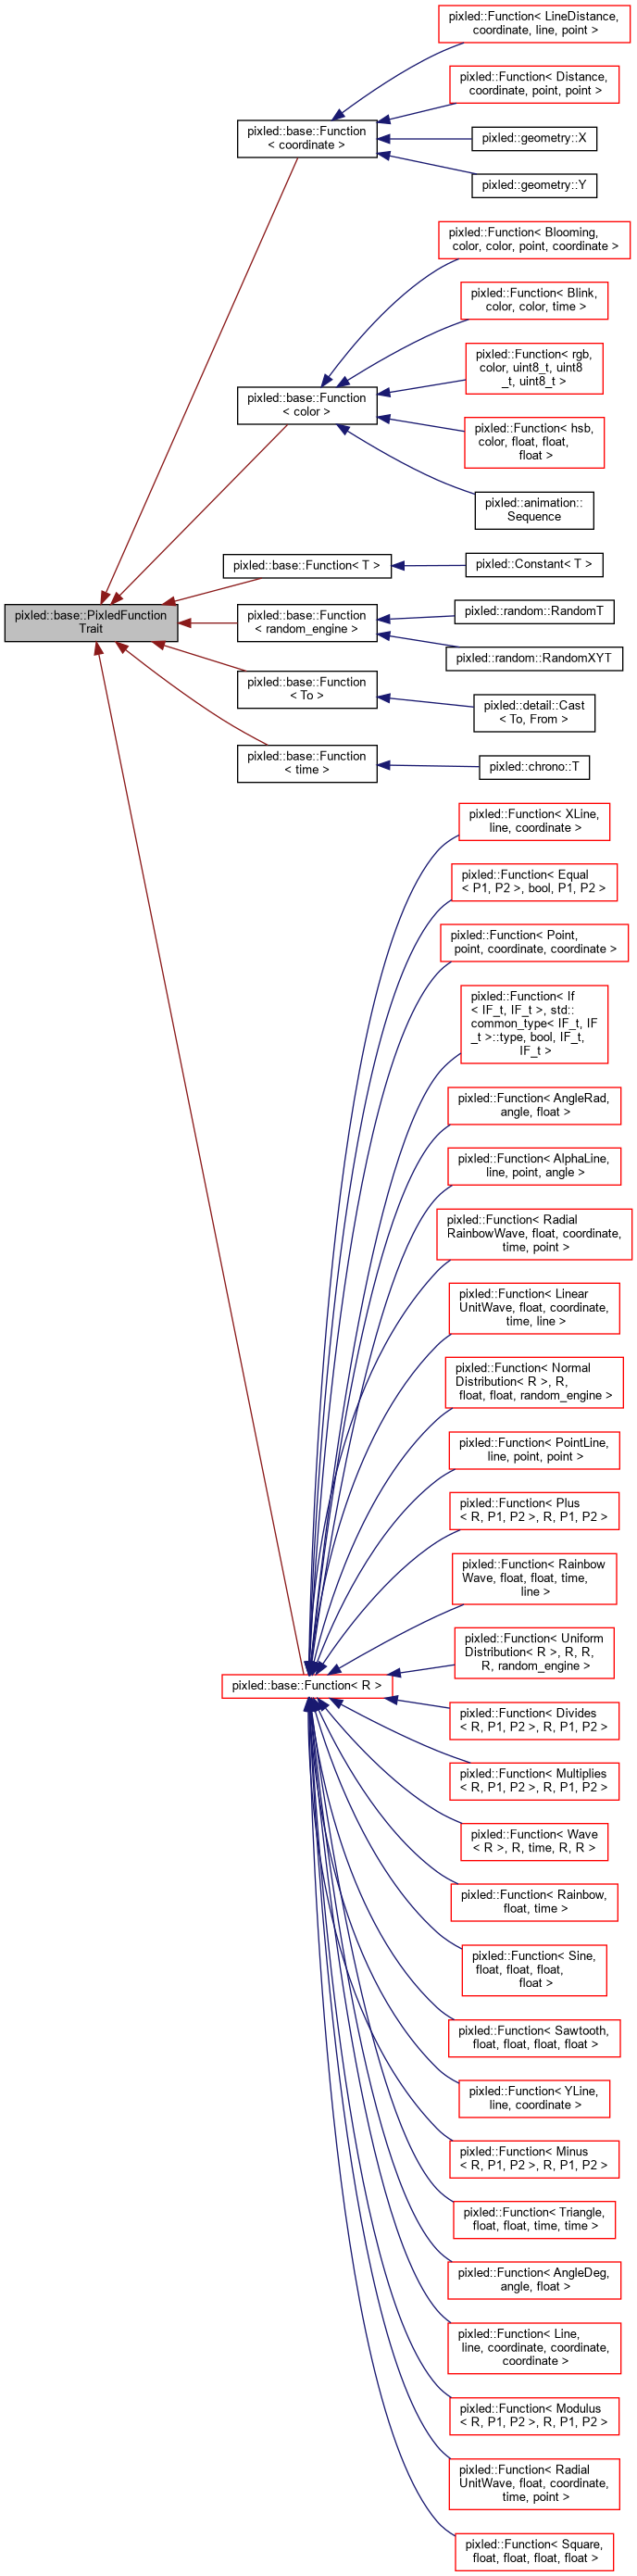 pixled::Function< LineDistance,
coordinate, line, point >
pixled::Function< Distance,
coordinate, point, point >
pixled::base::Function
< coordinate >
pixled::geometry::X
pixled::geometry::Y
pixled::Function< Blooming,
color, color, point, coordinate >
pixled::Function< Blink,
color, color, time >
pixled::Function< rgb,
color, uint8_t, uint8
_t, uint8_t >
pixled::base::Function
< color >
pixled::Function< hsb,
color, float, float,
float >
pixled::animation::
Sequence
pixled::base::Function< T >
pixled::Constant< T >
pixled::base::PixledFunction
Trait
pixled::base::Function
< random_engine >
pixled::random::RandomT
pixled::random::RandomXYT
pixled::base::Function
< To >
pixled::detail::Cast
< To, From >
pixled::base::Function
< time >
pixled::chrono::T
pixled::Function< XLine,
line, coordinate >
pixled::Function< Equal
< P1, P2 >, bool, P1, P2 >
pixled::Function< Point,
point, coordinate, coordinate >
pixled::Function< If
< IF_t, IF_t >, std::
common_type< IF_t, IF
_t >::type, bool, IF_t,
IF_t >
pixled::Function< AngleRad,
angle, float >
pixled::Function< AlphaLine,
line, point, angle >
pixled::Function< Radial
RainbowWave, float, coordinate,
time, point >
pixled::Function< Linear
UnitWave, float, coordinate,
time, line >
pixled::Function< Normal
Distribution< R >, R,
float, float, random_engine >
pixled::Function< PointLine,
line, point, point >
pixled::Function< Plus
< R, P1, P2 >, R, P1, P2 >
pixled::Function< Rainbow
Wave, float, float, time,
line >
pixled::Function< Uniform
Distribution< R >, R, R,
R, random_engine >
pixled::base::Function< R >
pixled::Function< Divides
< R, P1, P2 >, R, P1, P2 >
pixled::Function< Multiplies
< R, P1, P2 >, R, P1, P2 >
pixled::Function< Wave
< R >, R, time, R, R >
pixled::Function< Rainbow,
float, time >
pixled::Function< Sine,
float, float, float,
float >
pixled::Function< Sawtooth,
float, float, float, float >
pixled::Function< YLine,
line, coordinate >
pixled::Function< Minus
< R, P1, P2 >, R, P1, P2 >
pixled::Function< Triangle,
float, float, time, time >
pixled::Function< AngleDeg,
angle, float >
pixled::Function< Line,
line, coordinate, coordinate,
coordinate >
pixled::Function< Modulus
< R, P1, P2 >, R, P1, P2 >
pixled::Function< Radial
UnitWave, float, coordinate,
time, point >
pixled::Function< Square,
float, float, float, float >